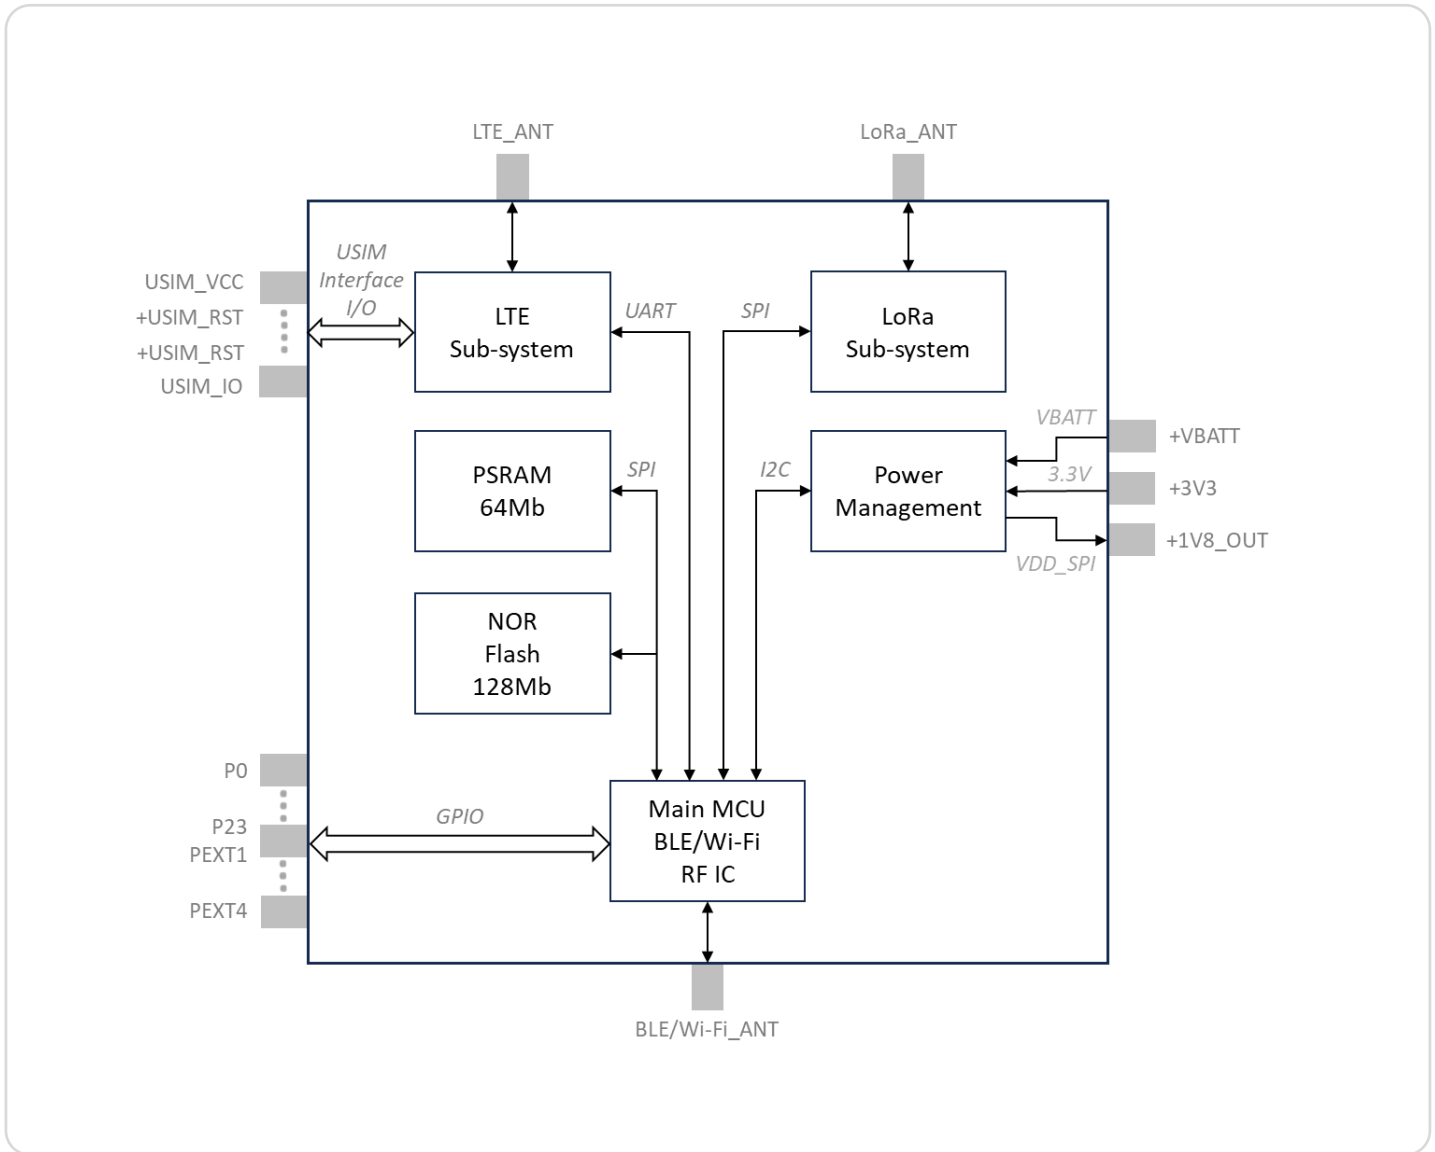 LTE_ANT
LoRa_ANT
USIM
Interface
I/O
USIM_VCC
+USIM_RST
+USIM_RST
USIM_IO
LTE
Sub-system
UART
SPI
LoRa
Sub-system
VBATT
+VBATT
3.3V
+3V3
VDD_SPI
+1V8_OUT
PSRAM
64Mb
SPI
I2C
Power
Management
NOR
Flash
128Mb
P0
P23
PEXT1
PEXT4
GPIO
Main MCU
BLE/Wi-Fi
RF IC
BLE/Wi-Fi_ANT